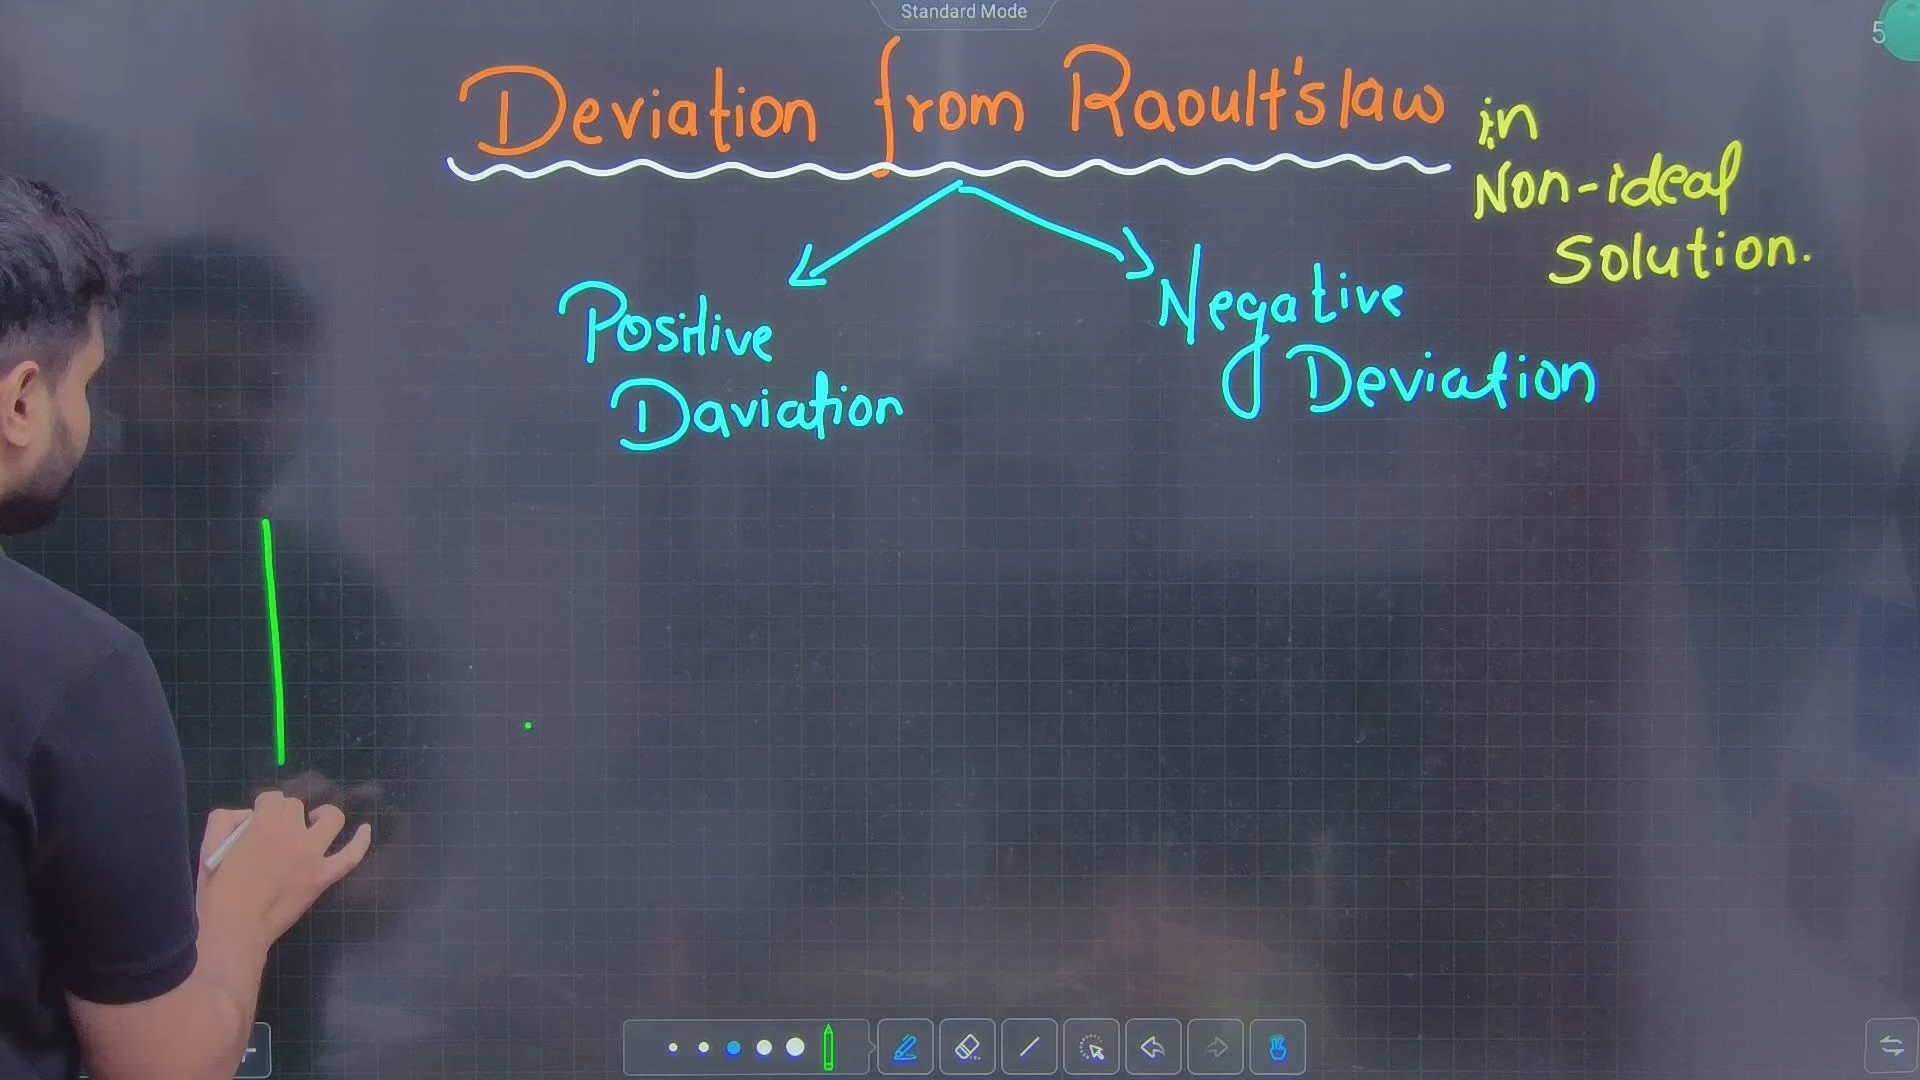 Standard Mode
5
Deviation from Raoult's law
in
Non-ideal
Solution.
Positive
Daviation
Negative
Deviation